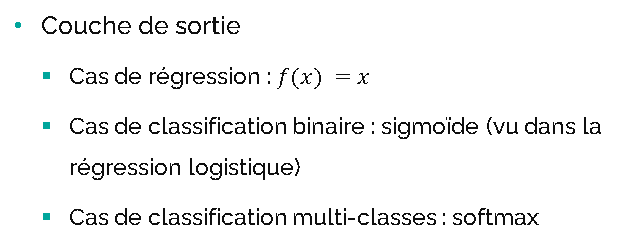 • Couche de sortie
▪ Cas de régression : f(x) = x
▪ Cas de classification binaire : sigmoïde (vu dans la
régression logistique)
▪ Cas de classification multi-classes : softmax